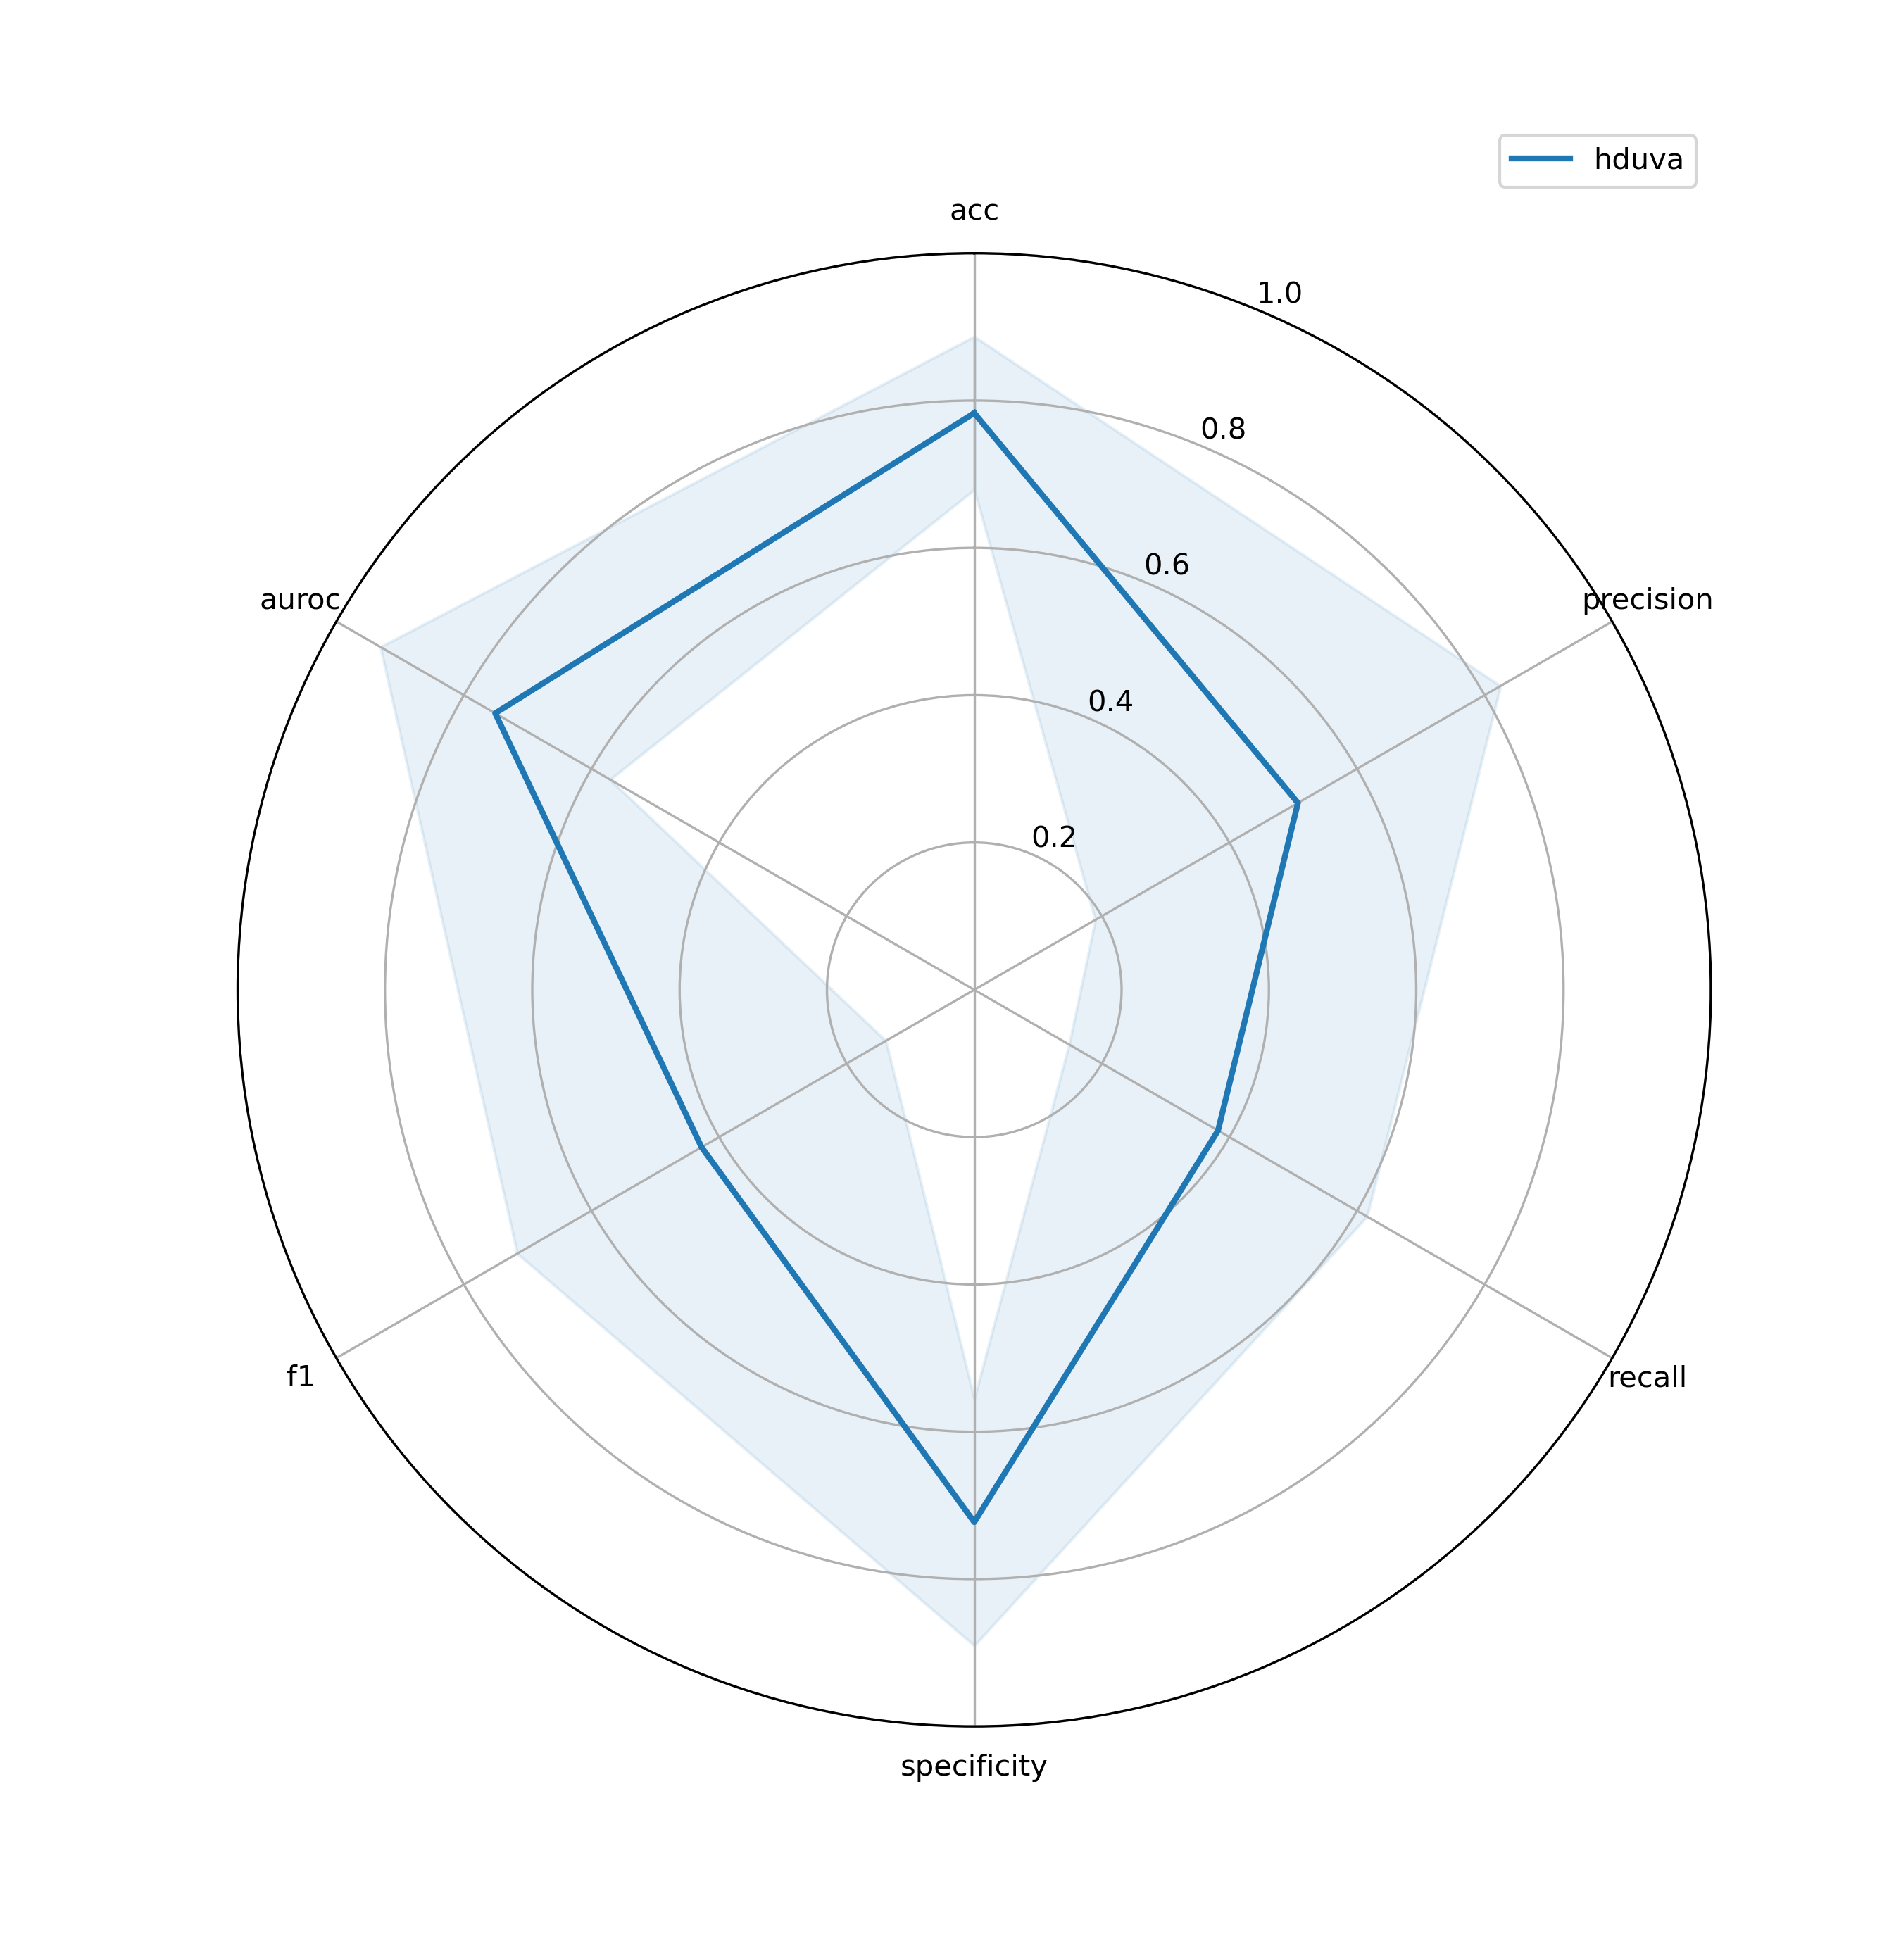 hduva
acc
1.0
0.8
auroc
precision
0.6
0.4
0.2
f1
recall
specificity